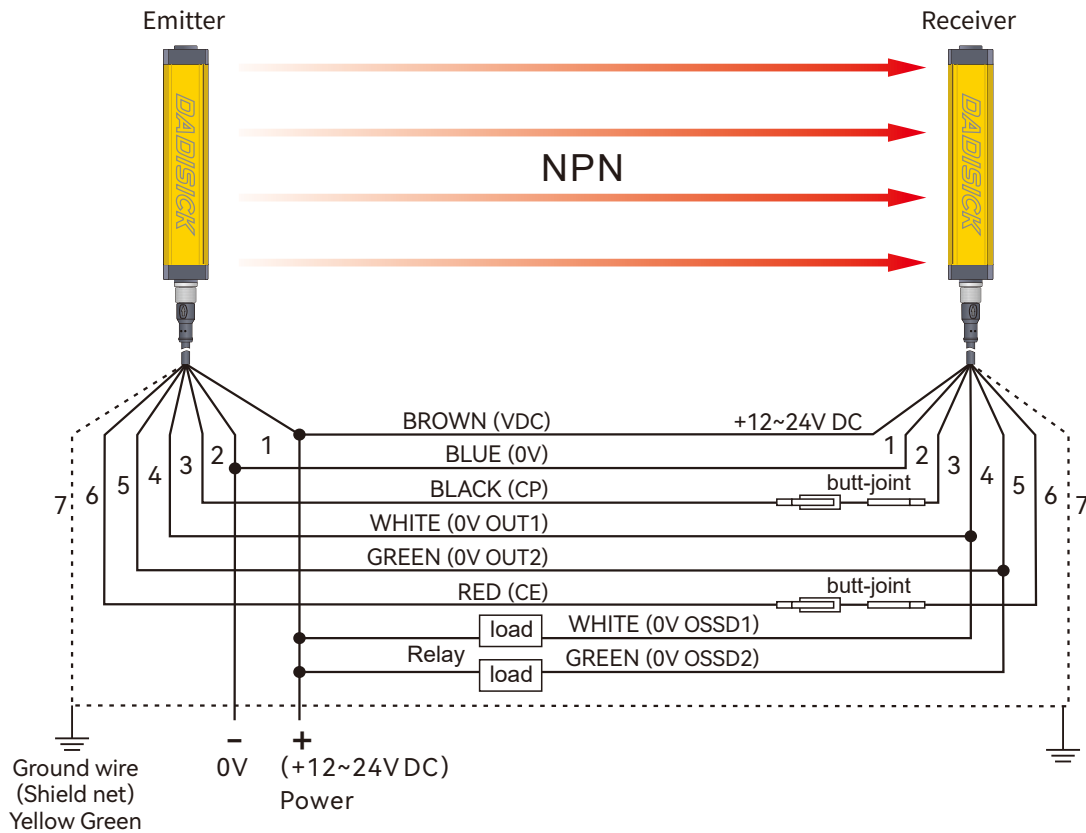 Emitter
Receiver
DADISICK
DADISICK
NPN
BROWN (VDC)
+12~24V DC
BLUE (0V)
BLACK (CP)
butt-joint
WHITE (0V OUT1)
GREEN (0V OUT2)
RED (CE)
butt-joint
load
WHITE (0V OSSD1)
Relay
load
GREEN (0V OSSD2)
7
6
5
4
3
2
1
1
2
3
4
5
6
7
Ground wire
(Shield net)
Yellow Green
−
0V
+
(+12~24V DC)
Power